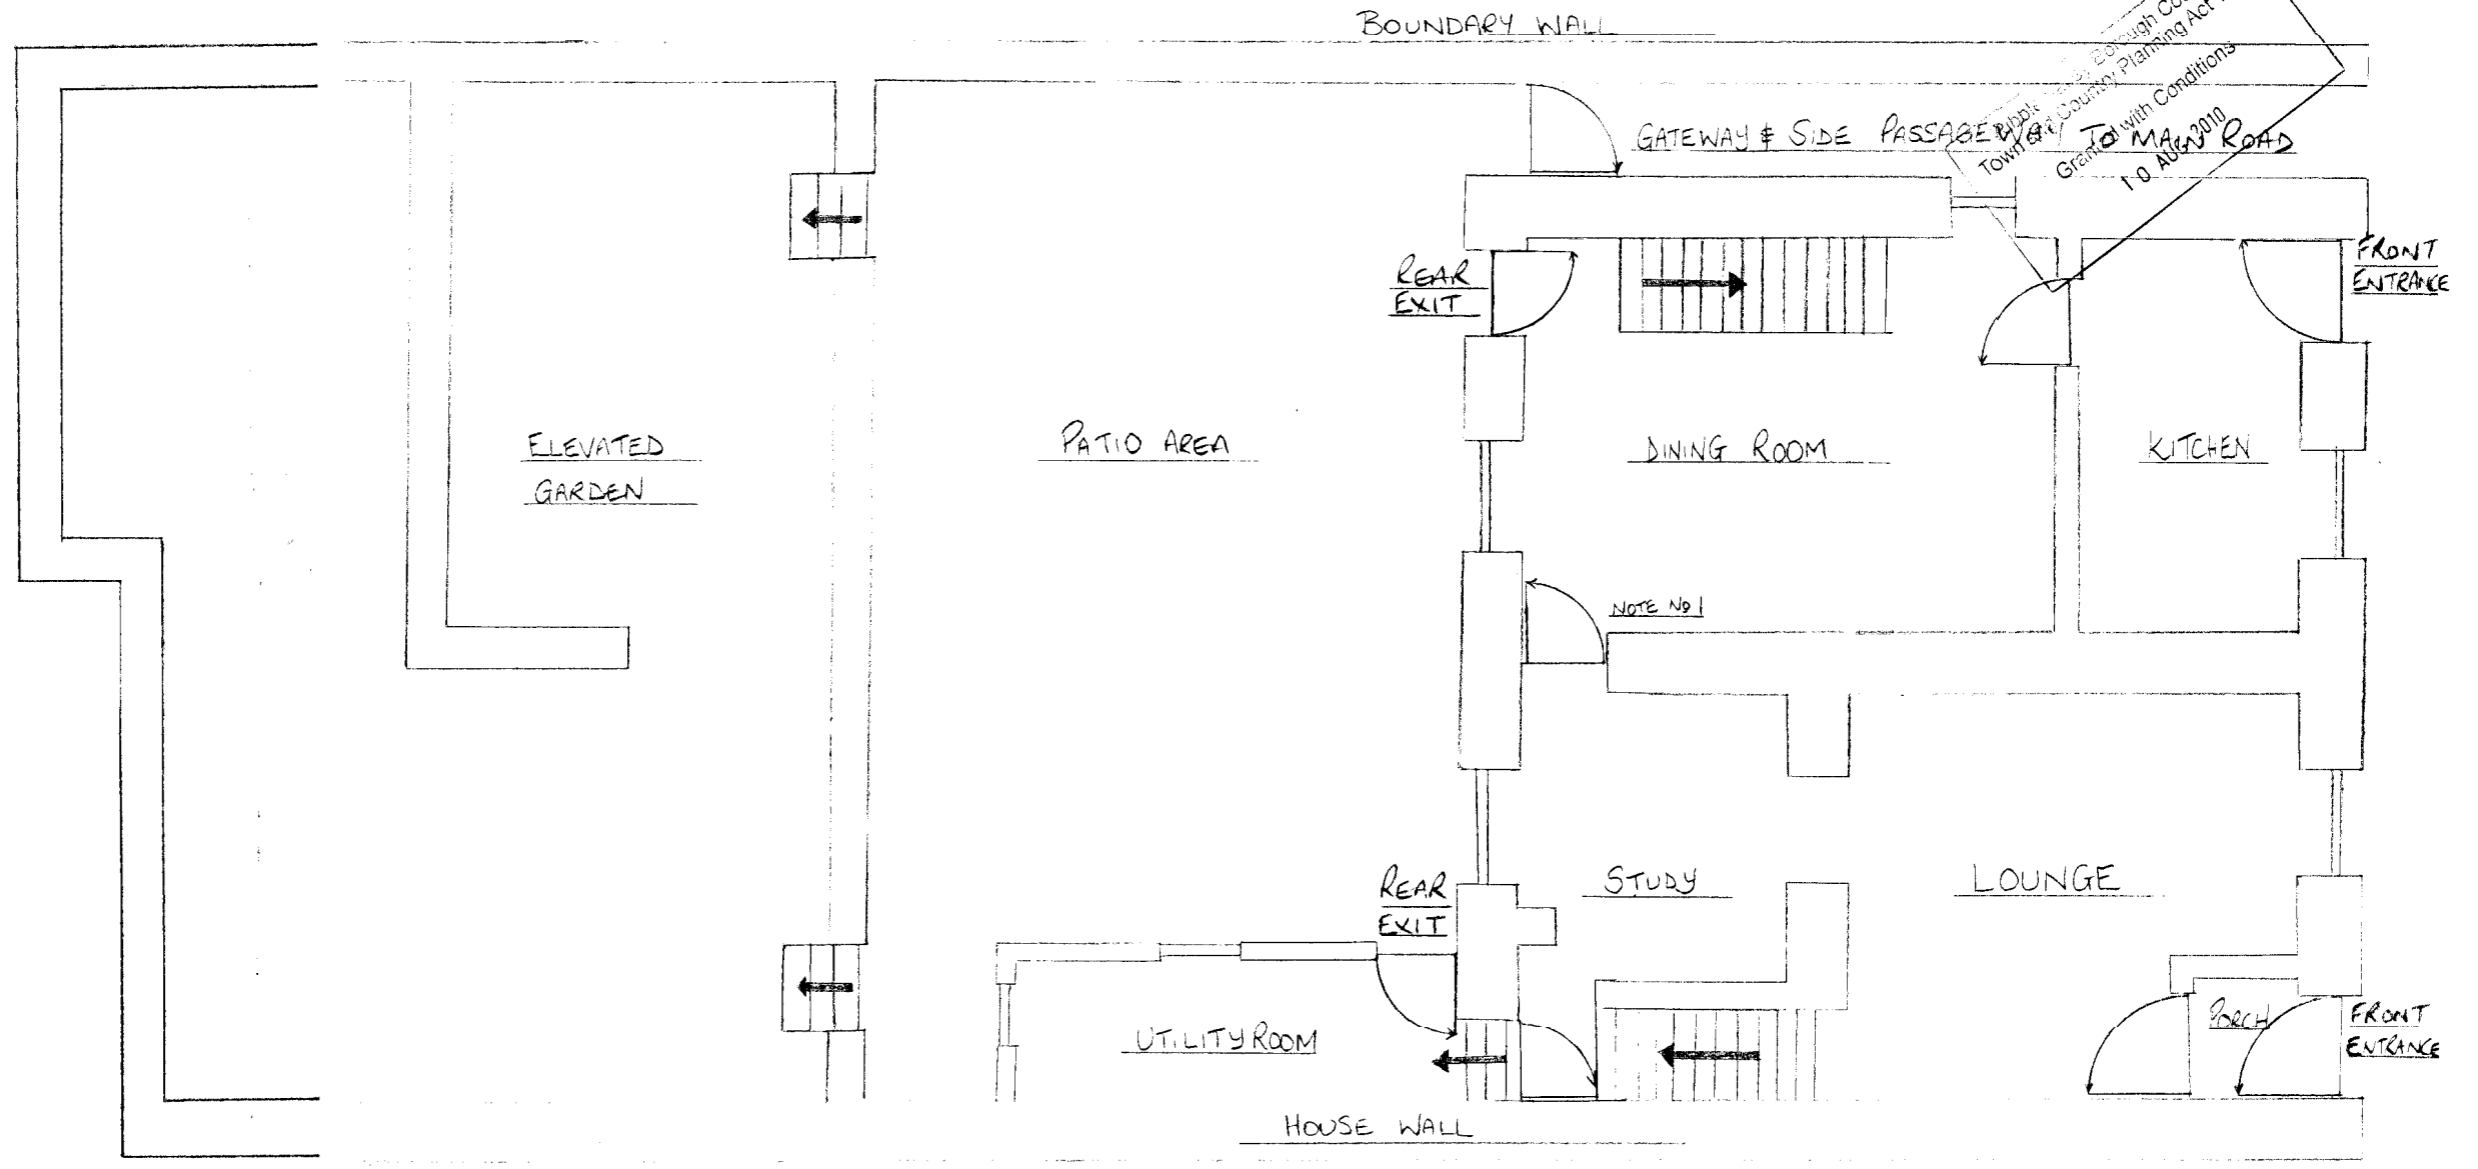 BOUNDARY WALL
Borough
Town and Country Planning Act
Granted with Conditions
10 AUG 2010
GATEWAY & SIDE PASSAGEWAY TO MAIN ROAD
REAR
EXIT
FRONT
ENTRANCE
ELEVATED
GARDEN
PATIO AREA
DINING ROOM
KITCHEN
NOTE No 1
REAR
EXIT
STUDY
LOUNGE
UTILITY ROOM
PORCH
FRONT
ENTRANCE
HOUSE WALL